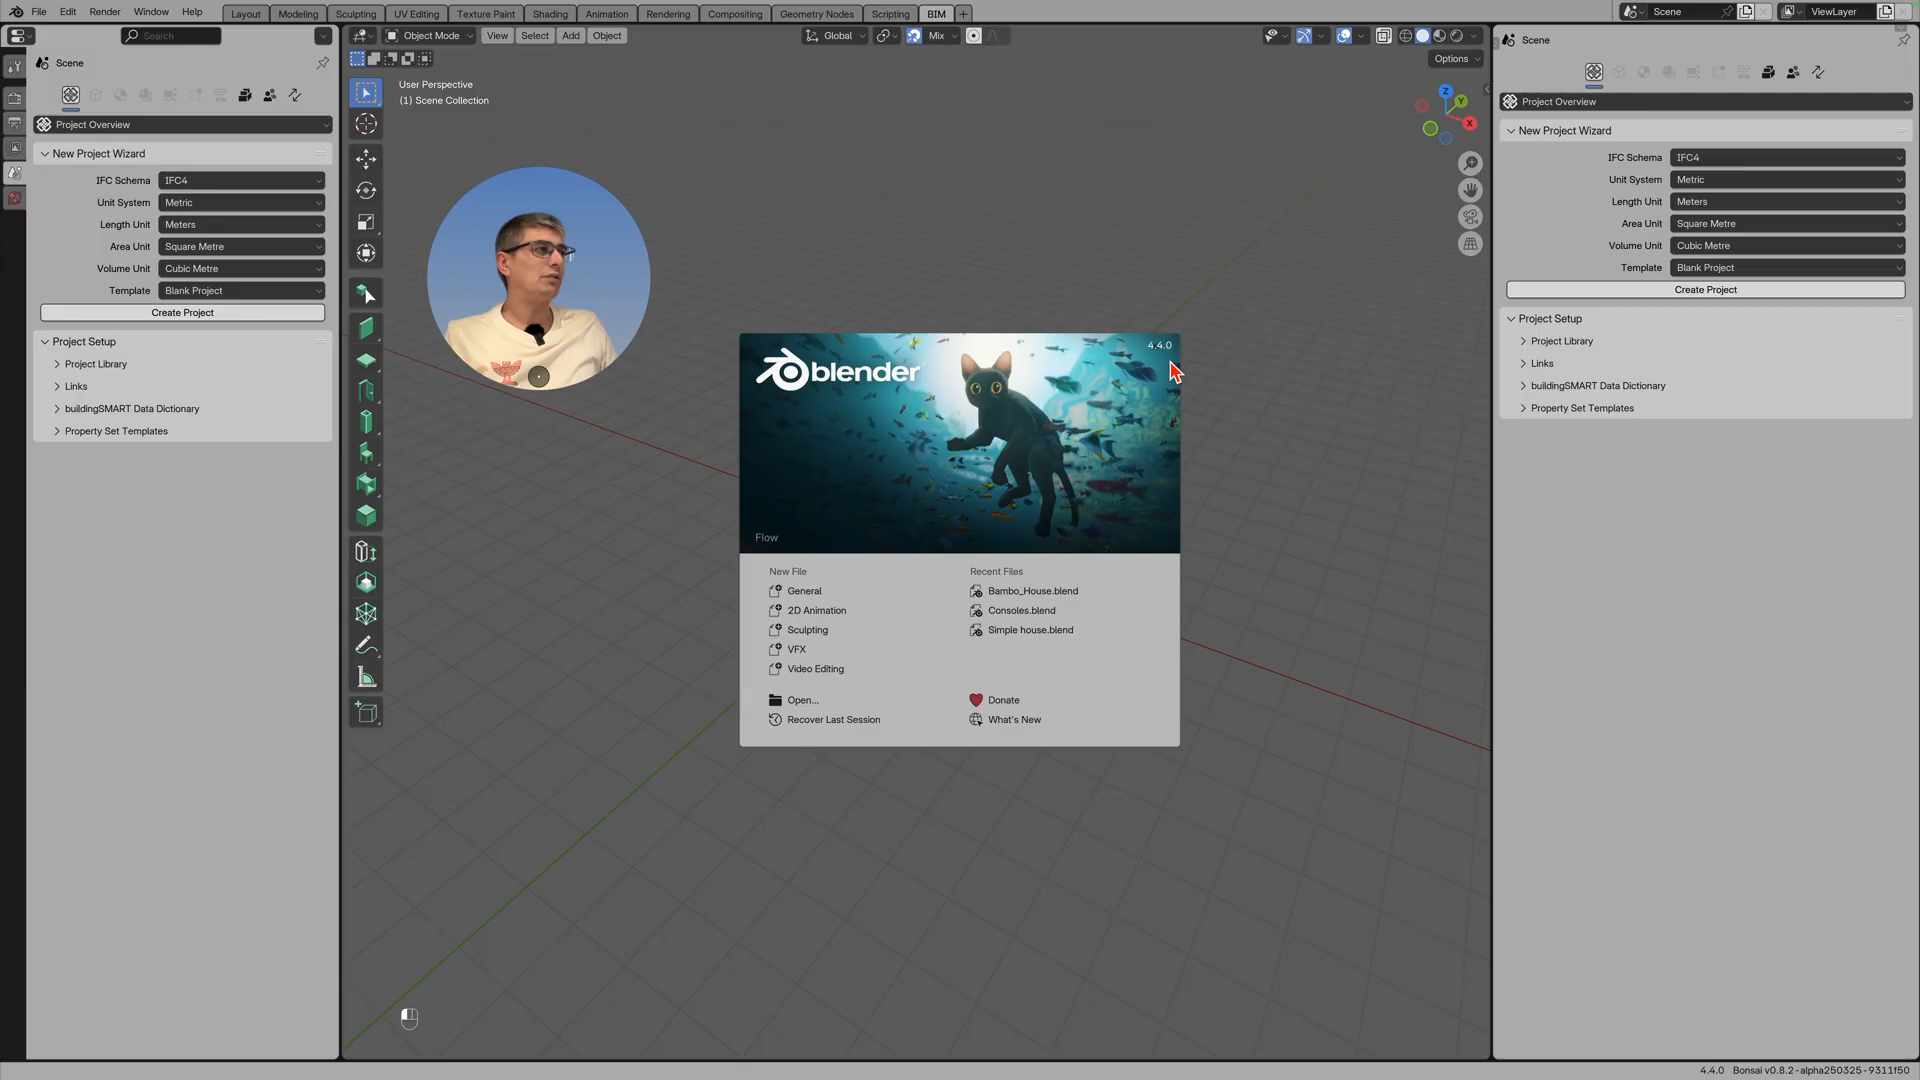 File Edit Render Window Help
Layout Modeling Sculpting UV Editing Texture Paint Shading Animation Rendering Compositing Geometry Nodes Scripting BIM
Scene ViewLayer
Search
Object Mode View Select Add Object
Global Mix
Options
Scene
Project Overview
New Project Wizard
IFC Schema IFC4
Unit System Metric
Length Unit Meters
Area Unit Square Metre
Volume Unit Cubic Metre
Template Blank Project
Create Project
Project Setup
Project Library
Links
buildingSMART Data Dictionary
Property Set Templates
User Perspective
(1) Scene Collection
Z
Y
X
4.4.0
blender
Flow
New File
General
2D Animation
Sculpting
VFX
Video Editing
Open...
Recover Last Session
Recent Files
Bambo_House.blend
Consoles.blend
Simple house.blend
Donate
What's New
Scene
Project Overview
New Project Wizard
IFC Schema IFC4
Unit System Metric
Length Unit Meters
Area Unit Square Metre
Volume Unit Cubic Metre
Template Blank Project
Create Project
Project Setup
Project Library
Links
buildingSMART Data Dictionary
Property Set Templates
4.4.0 Bonsai v0.8.2-alpha250325-9311f50